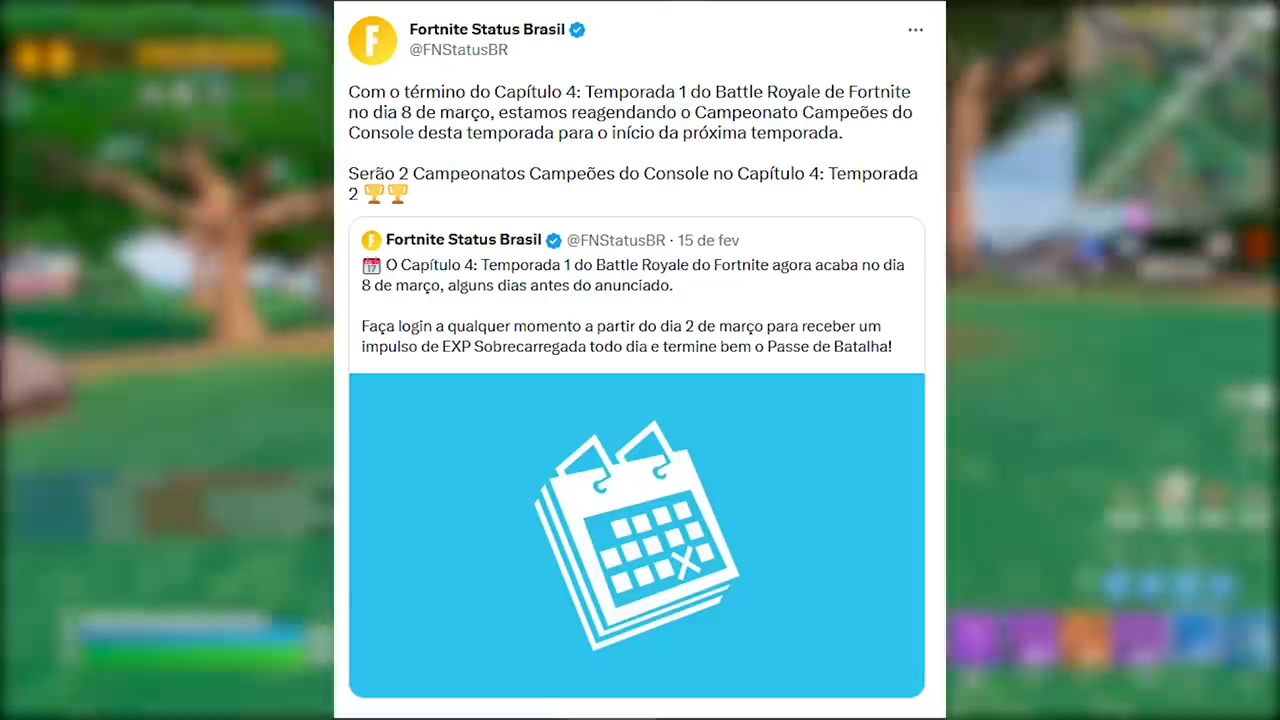 Fortnite Status Brasil
@FNStatusBR
Com o término do Capítulo 4: Temporada 1 do Battle Royale de Fortnite
no dia 8 de março, estamos reagendando o Campeonato Campeões do
Console desta temporada para o início da próxima temporada.
Serão 2 Campeonatos Campeões do Console no Capítulo 4: Temporada
2 🏆🏆
Fortnite Status Brasil @FNStatusBR · 15 de fev
📅 O Capítulo 4: Temporada 1 do Battle Royale do Fortnite agora acaba no dia
8 de março, alguns dias antes do anunciado.
Faça login a qualquer momento a partir do dia 2 de março para receber um
impulso de EXP Sobrecarregada todo dia e termine bem o Passe de Batalha!